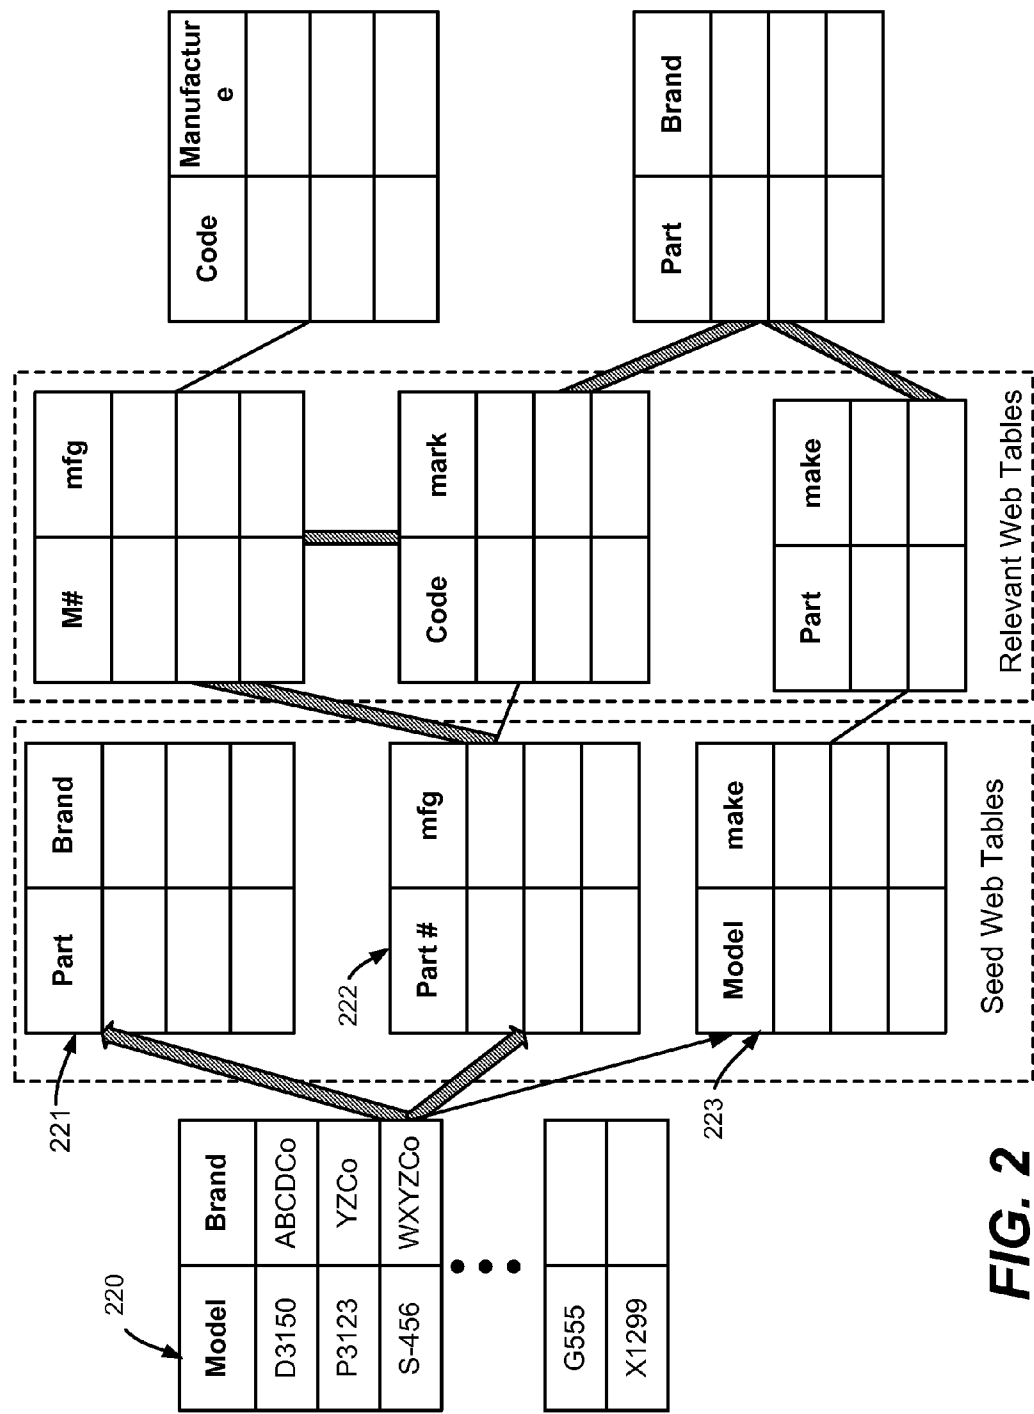 220
Model Brand
D3150 ABCDCo
P3123 YZCo
S-456 WXYZCo
G555
X1299
221
Part Brand
222
Part # mfg
223
Model make
Seed Web Tables
M# mfg
Code mark
Part make
Relevant Web Tables
Code Manufactur
e
Part Brand
FIG. 2